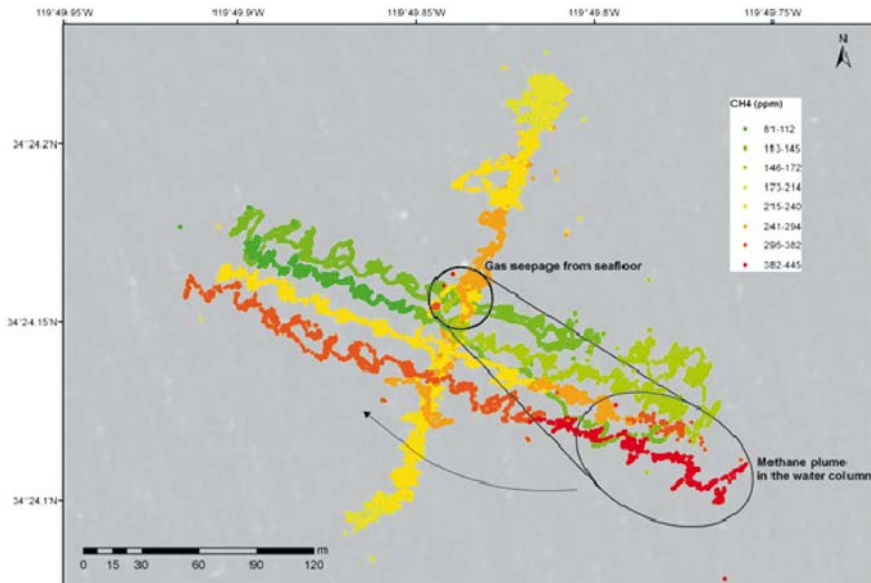 119°49.95'W 119°49.9'W 119°49.85'W 119°49.8'W 119°49.75'W
N
34°24.2'N
34°24.15'N
34°24.1'N
CH4 (ppm)
81-112
113-145
146-172
173-214
215-240
241-294
295-382
382-445
Gas seepage from seafloor
Methane plume
in the water column
0 15 30 60 90 120 m